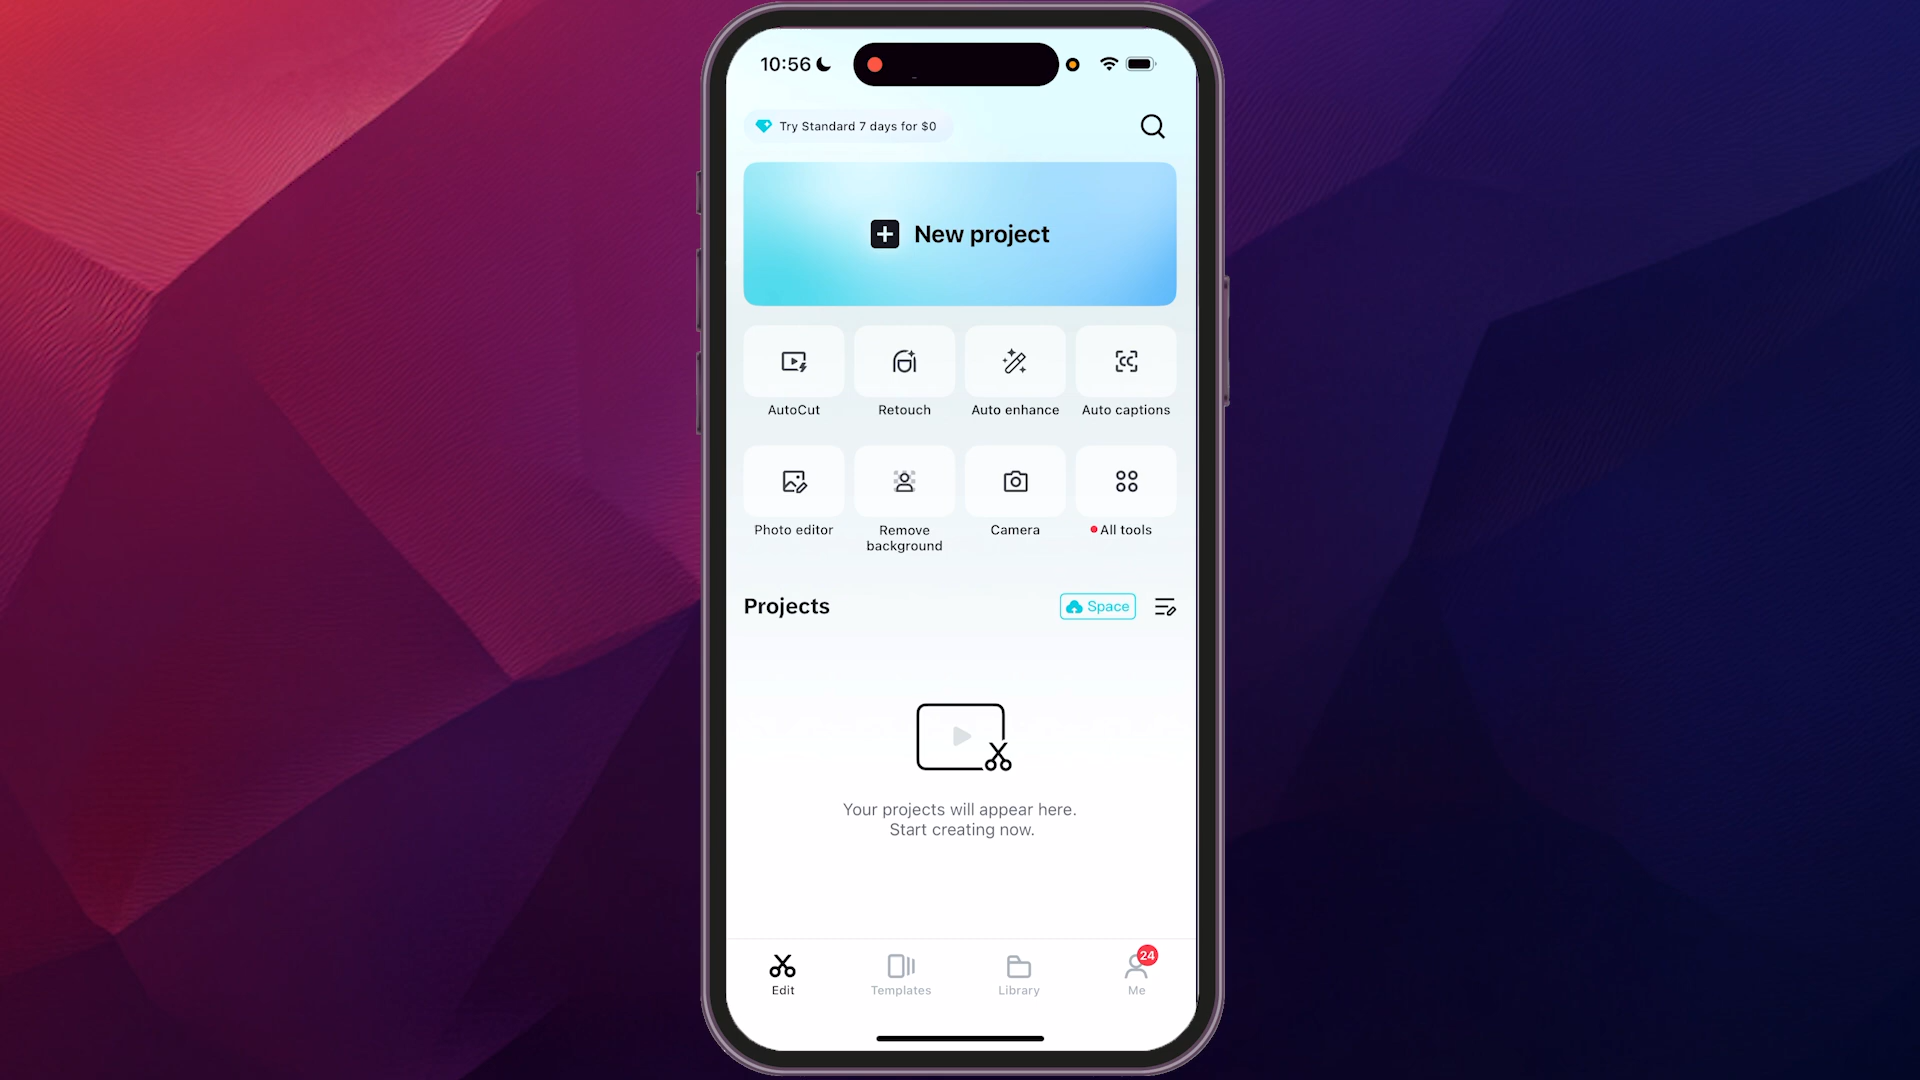 10:56
Try Standard 7 days for $0
New project
AutoCut
Retouch
Auto enhance
CC
Auto captions
Photo editor
Remove
background
Camera
All tools
Projects
Space
Your projects will appear here.
Start creating now.
24
Edit
Templates
Library
Me